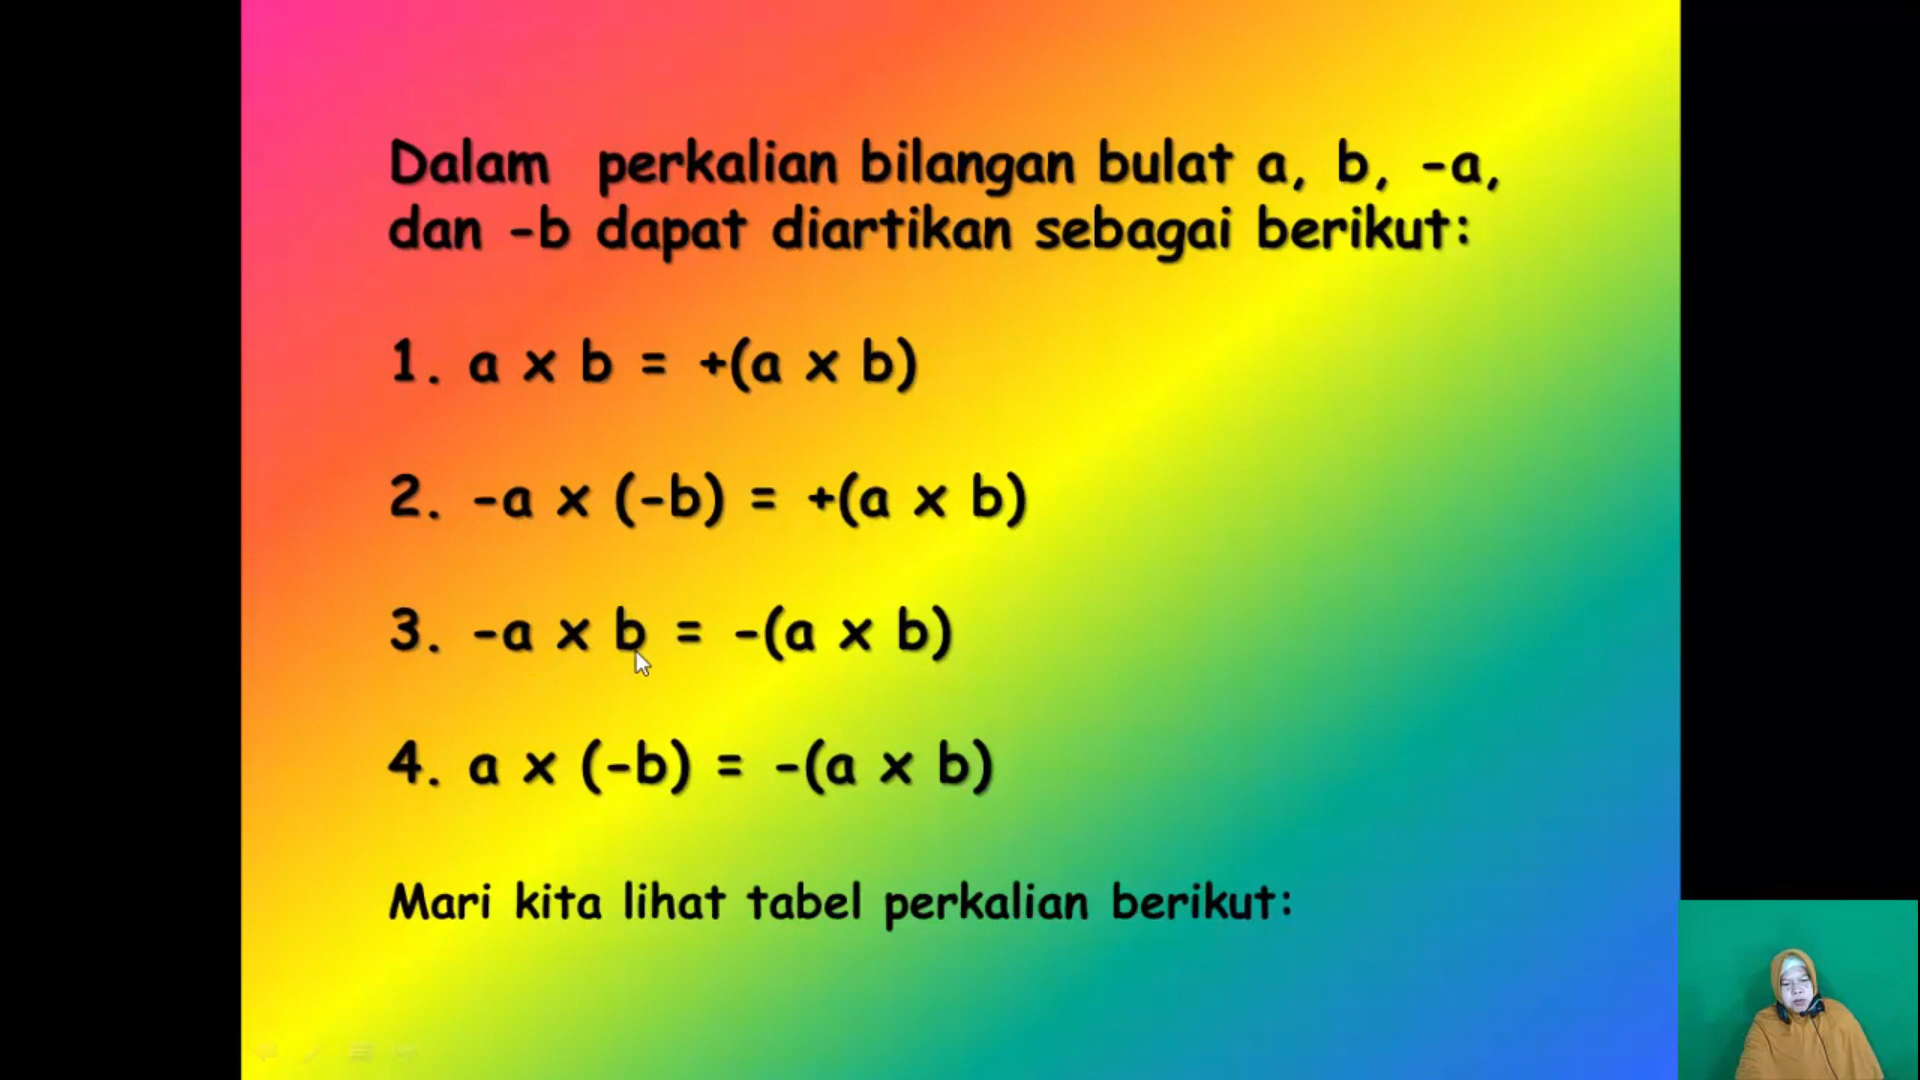 Dalam perkalian bilangan bulat a, b, -a,
dan -b dapat diartikan sebagai berikut:
1. a x b = +(a x b)
2. -a x (-b) = +(a x b)
3. -a x b = -(a x b)
4. a x (-b) = -(a x b)
Mari kita lihat tabel perkalian berikut: